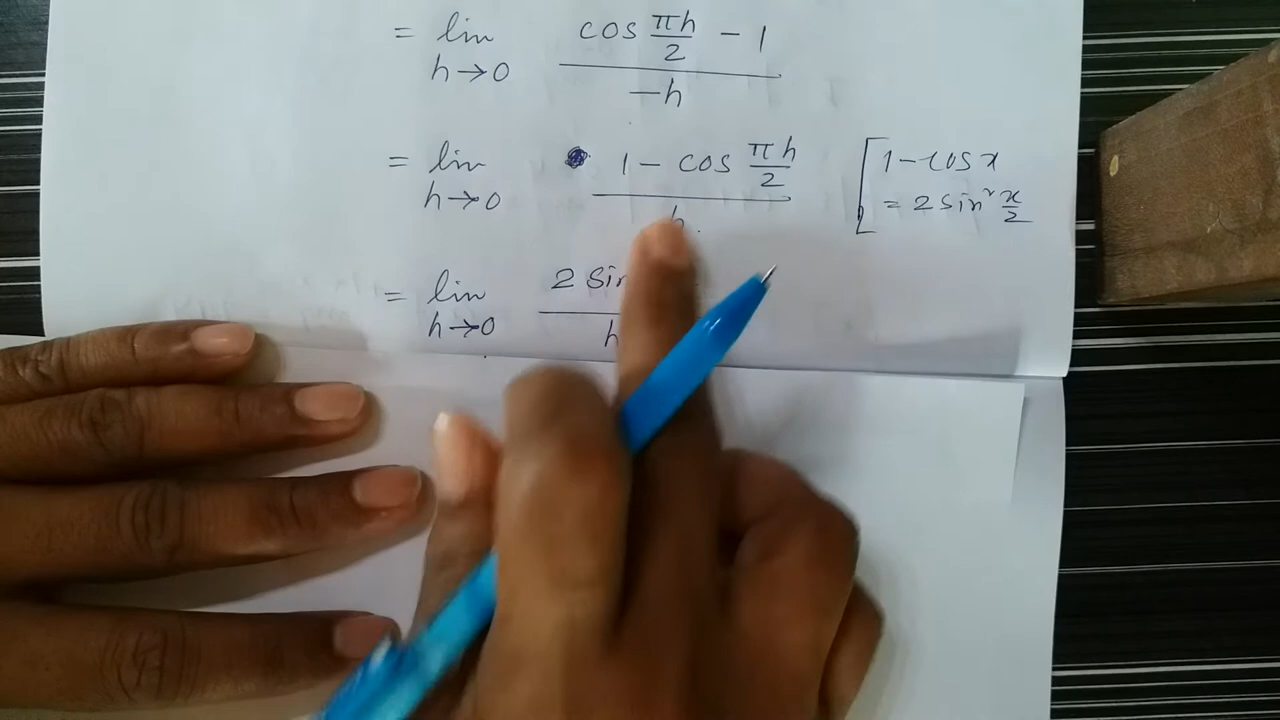 = lim cos πh/2 - 1
h→0 -h
= lim 1 - cos πh/2 [1 - cos x
h→0 h = 2 sin² x/2
= lim 2 Sin
h→0 h